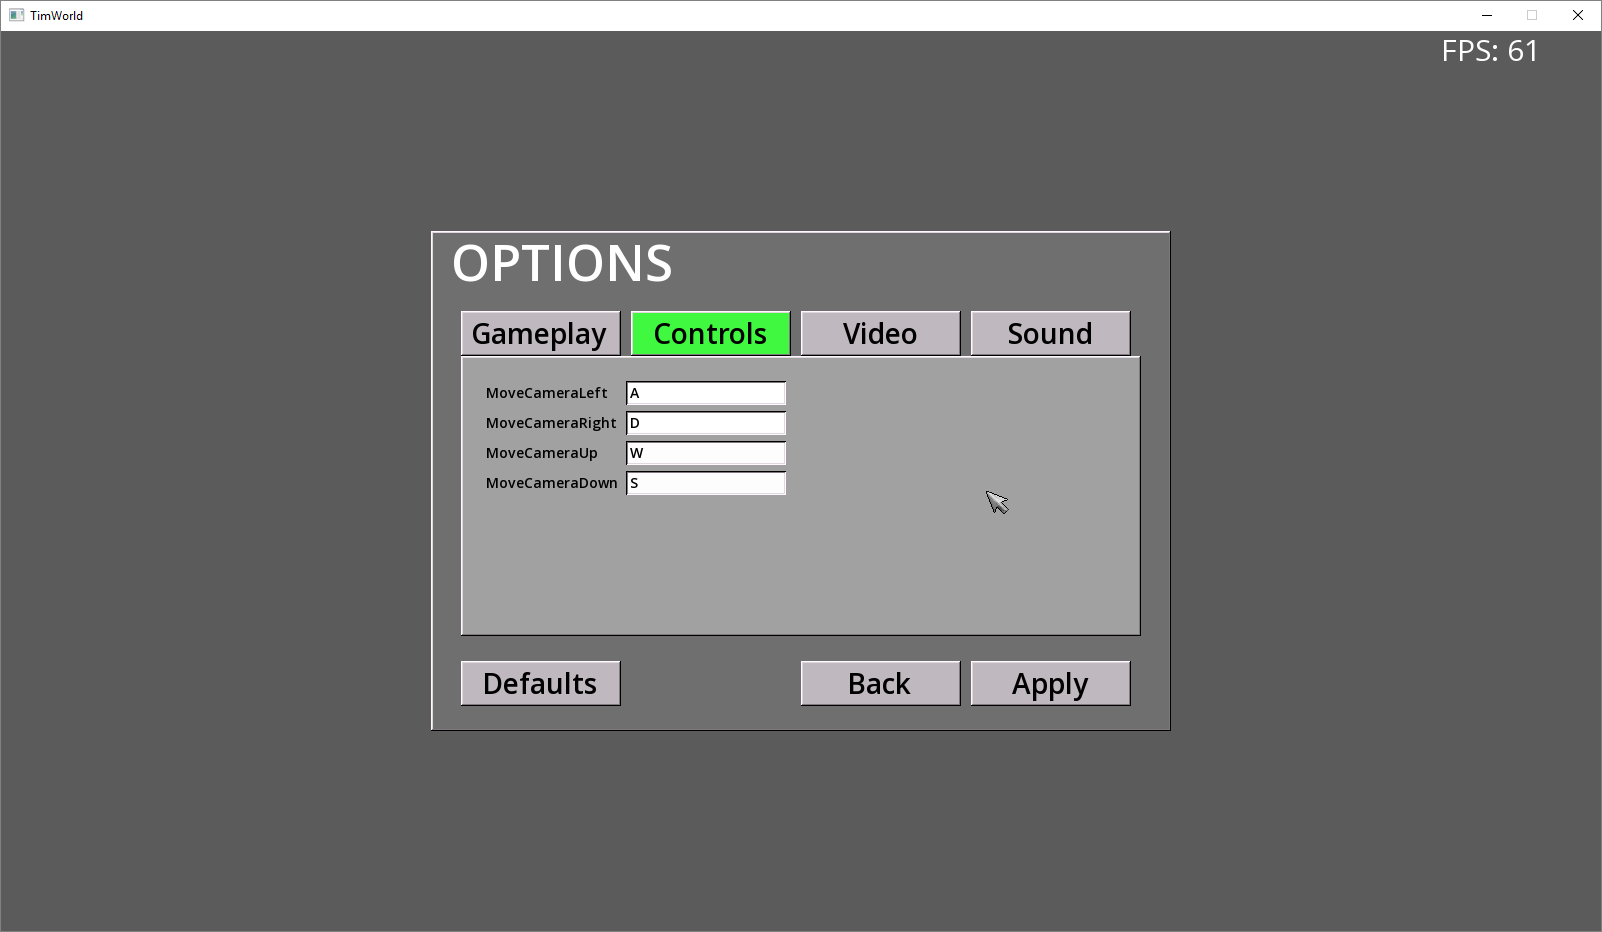 TimWorld
FPS: 61
OPTIONS
Gameplay Controls Video Sound
MoveCameraLeft A
MoveCameraRight D
MoveCameraUp W
MoveCameraDown S
Defaults Back Apply